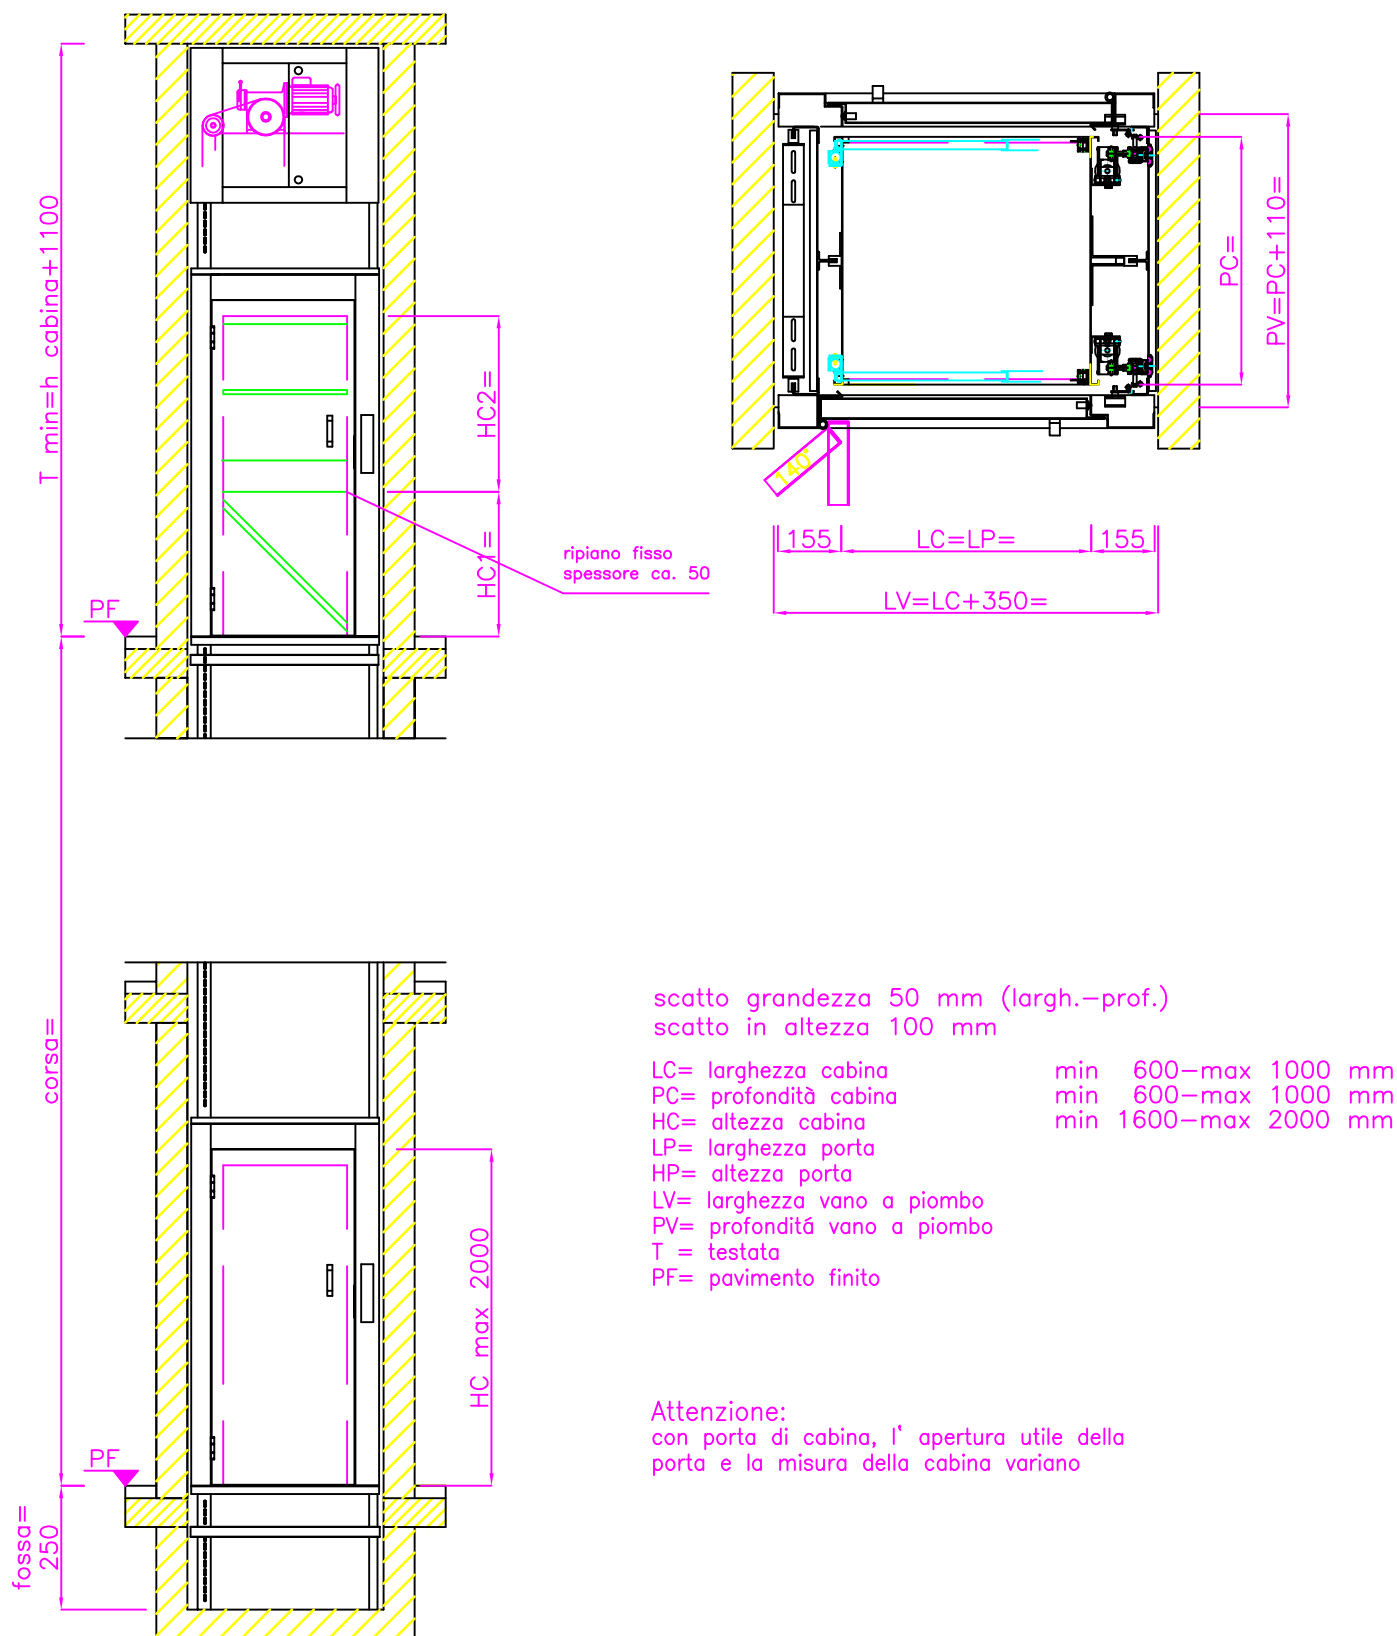 T min=h cabina+1100
HC2=
HC1=
ripiano fisso
spessore ca. 50
PF
corsa=
PC=
PV=PC+110=
140°
155
LC=LP=
155
LV=LC+350=
scatto grandezza 50 mm (largh.-prof.)
scatto in altezza 100 mm
LC= larghezza cabina min 600-max 1000 mm
PC= profondità cabina min 600-max 1000 mm
HC= altezza cabina min 1600-max 2000 mm
LP= larghezza porta
HP= altezza porta
LV= larghezza vano a piombo
PV= profonditá vano a piombo
T = testata
PF= pavimento finito
HC max 2000
PF
fossa=
250
Attenzione:
con porta di cabina, l' apertura utile della
porta e la misura della cabina variano